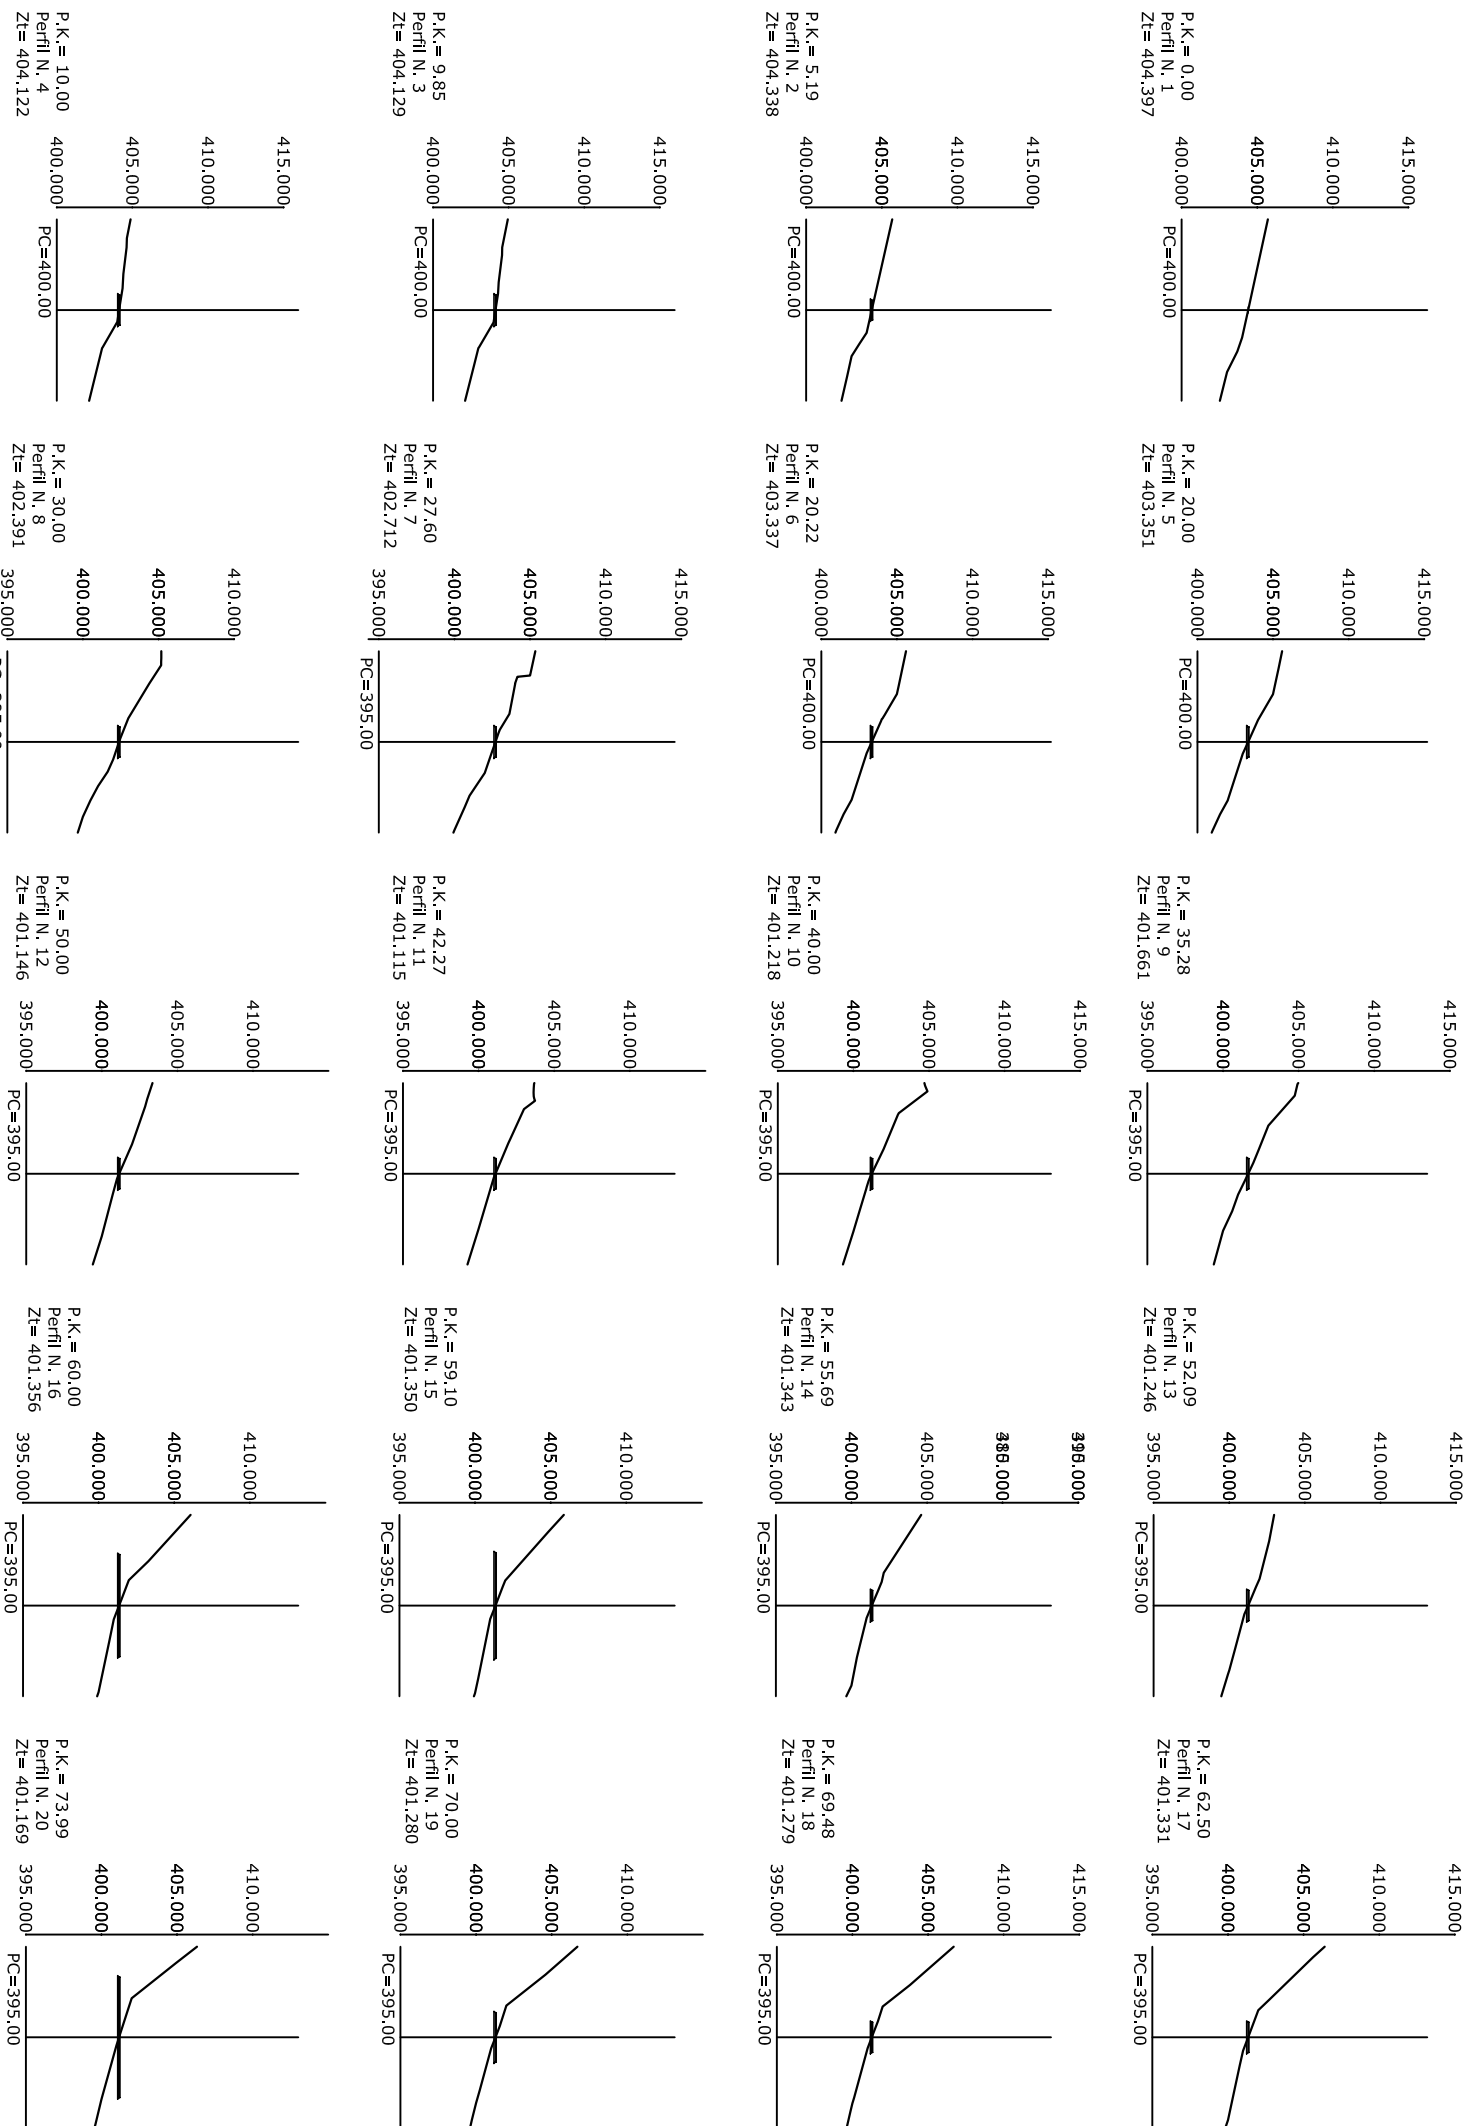 P.K.= 0.00
Perfil N. 1
Zt= 404.397
415.000
410.000
405.000
400.000
PC=400.00
P.K.= 5.19
Perfil N. 2
Zt= 404.338
415.000
410.000
405.000
400.000
PC=400.00
P.K.= 9.85
Perfil N. 3
Zt= 404.129
415.000
410.000
405.000
400.000
PC=400.00
P.K.= 10.00
Perfil N. 4
Zt= 404.122
415.000
410.000
405.000
400.000
PC=400.00
P.K.= 20.00
Perfil N. 5
Zt= 403.351
415.000
410.000
405.000
400.000
PC=400.00
P.K.= 20.22
Perfil N. 6
Zt= 403.337
415.000
410.000
405.000
400.000
PC=400.00
P.K.= 27.60
Perfil N. 7
Zt= 402.712
415.000
410.000
405.000
400.000
395.000
PC=395.00
P.K.= 30.00
Perfil N. 8
Zt= 402.391
410.000
405.000
400.000
395.000
P.K.= 35.28
Perfil N. 9
Zt= 401.661
415.000
410.000
405.000
400.000
395.000
PC=395.00
P.K.= 40.00
Perfil N. 10
Zt= 401.218
415.000
410.000
405.000
400.000
395.000
PC=395.00
P.K.= 42.27
Perfil N. 11
Zt= 401.115
410.000
405.000
400.000
395.000
PC=395.00
P.K.= 50.00
Perfil N. 12
Zt= 401.146
410.000
405.000
400.000
395.000
PC=395.00
P.K.= 52.09
Perfil N. 13
Zt= 401.246
415.000
410.000
405.000
400.000
395.000
PC=395.00
P.K.= 55.69
Perfil N. 14
Zt= 401.343
405.000
400.000
395.000
PC=395.00
P.K.= 59.10
Perfil N. 15
Zt= 401.350
410.000
405.000
400.000
395.000
PC=395.00
P.K.= 60.00
Perfil N. 16
Zt= 401.356
410.000
405.000
400.000
395.000
PC=395.00
P.K.= 62.50
Perfil N. 17
Zt= 401.331
415.000
410.000
405.000
400.000
395.000
PC=395.00
P.K.= 69.48
Perfil N. 18
Zt= 401.279
415.000
410.000
405.000
400.000
395.000
PC=395.00
P.K.= 70.00
Perfil N. 19
Zt= 401.280
410.000
405.000
400.000
395.000
PC=395.00
P.K.= 73.99
Perfil N. 20
Zt= 401.169
410.000
405.000
400.000
395.000
PC=395.00